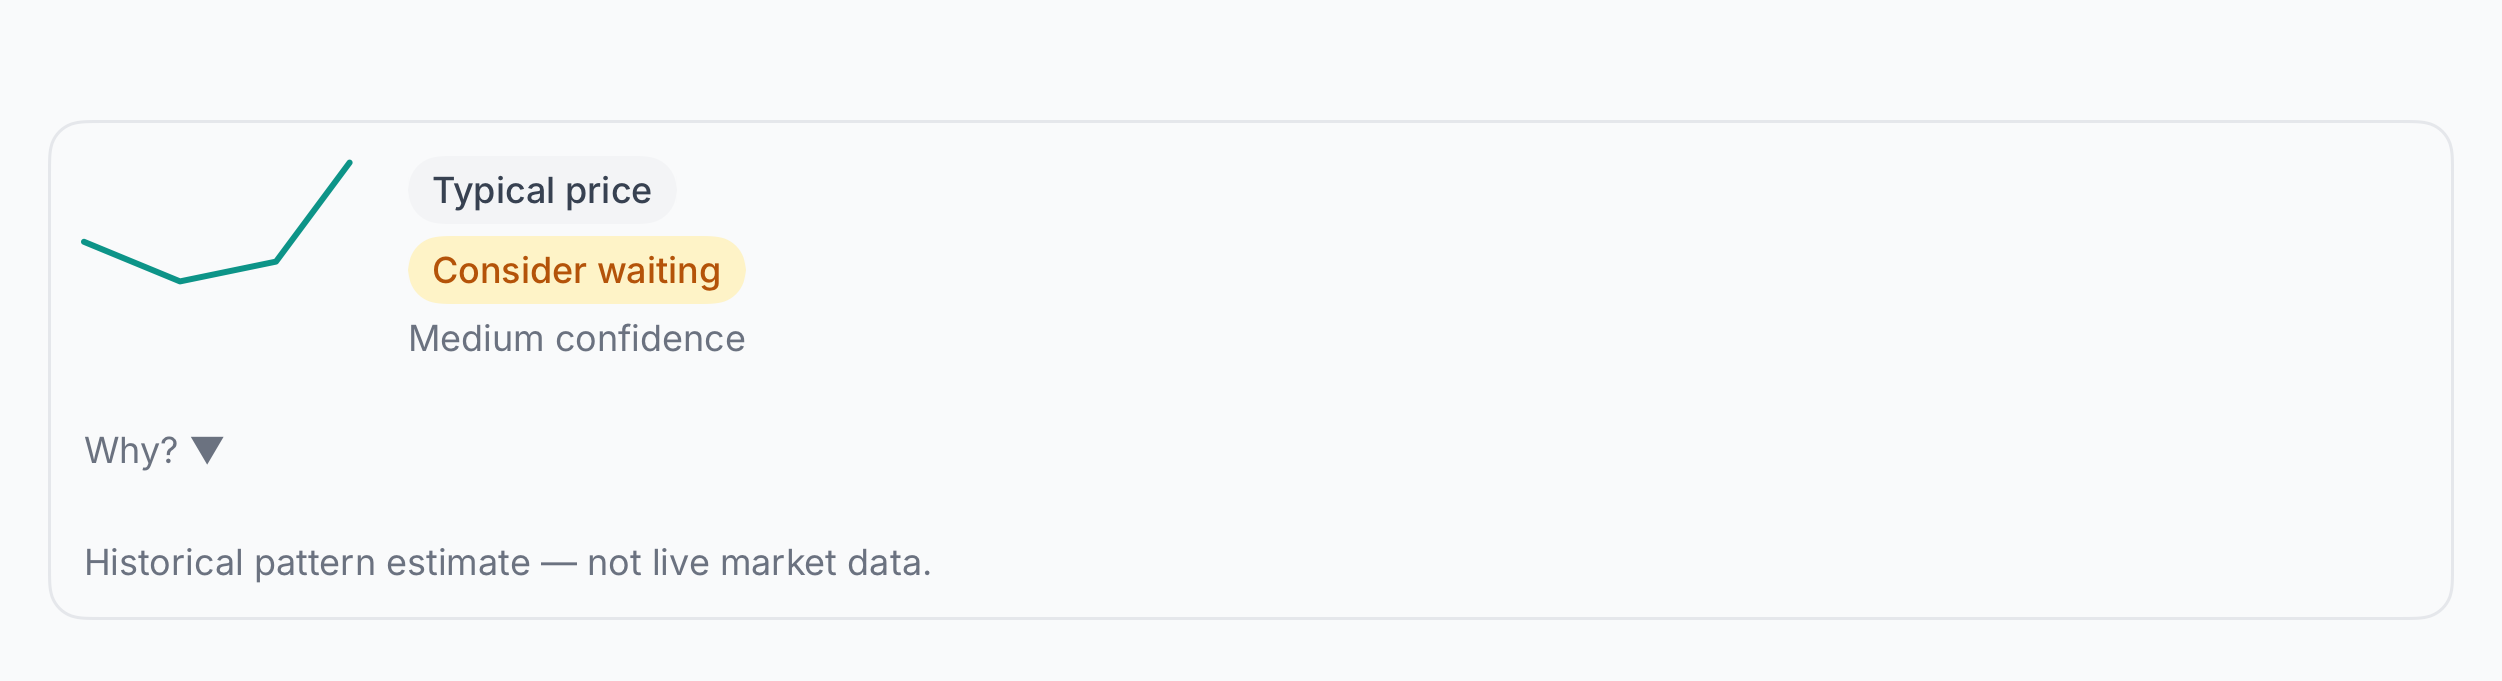 Typical price
Consider waiting
Medium confidence
Why? ▼
Historical pattern estimate — not live market data.